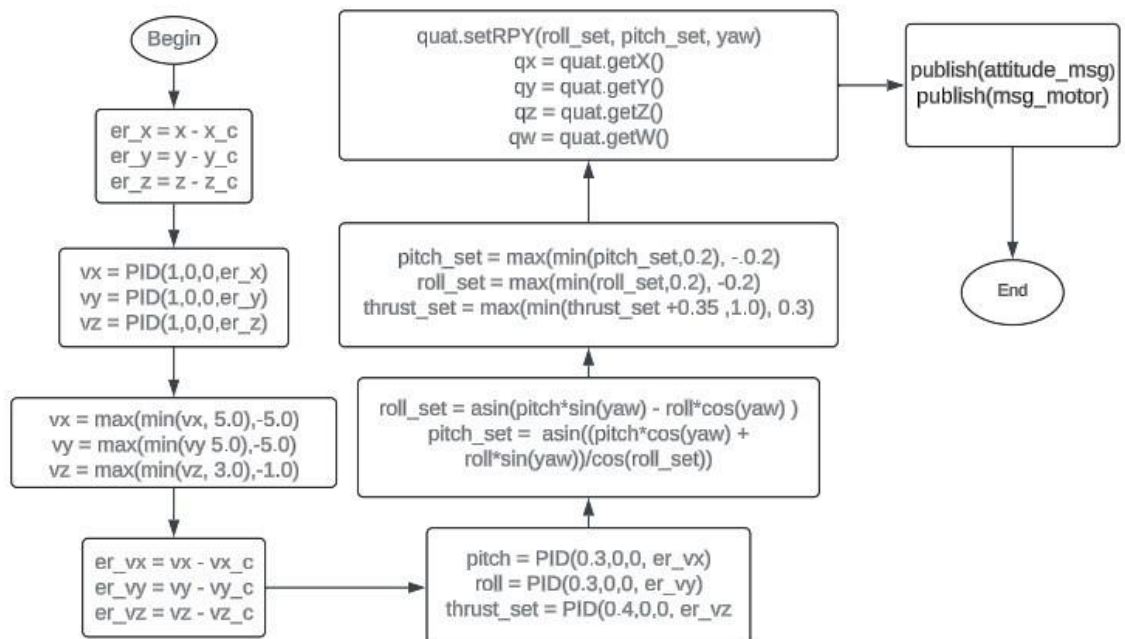 Begin
er_x = x - x_c
er_y = y - y_c
er_z = z - z_c
vx = PID(1,0,0,er_x)
vy = PID(1,0,0,er_y)
vz = PID(1,0,0,er_z)
vx = max(min(vx, 5.0),-5.0)
vy = max(min(vy 5.0),-5.0)
vz = max(min(vz, 3.0),-1.0)
er_vx = vx - vx_c
er_vy = vy - vy_c
er_vz = vz - vz_c
pitch = PID(0.3,0,0, er_vx)
roll = PID(0.3,0,0, er_vy)
thrust_set = PID(0.4,0,0, er_vz
roll_set = asin(pitch*sin(yaw) - roll*cos(yaw) )
pitch_set =  asin((pitch*cos(yaw) +
roll*sin(yaw))/cos(roll_set))
pitch_set = max(min(pitch_set,0.2), -.0.2)
roll_set = max(min(roll_set,0.2), -0.2)
thrust_set = max(min(thrust_set +0.35 ,1.0), 0.3)
quat.setRPY(roll_set, pitch_set, yaw)
qx = quat.getX()
qy = quat.getY()
qz = quat.getZ()
qw = quat.getW()
publish(attitude_msg)
publish(msg_motor)
End